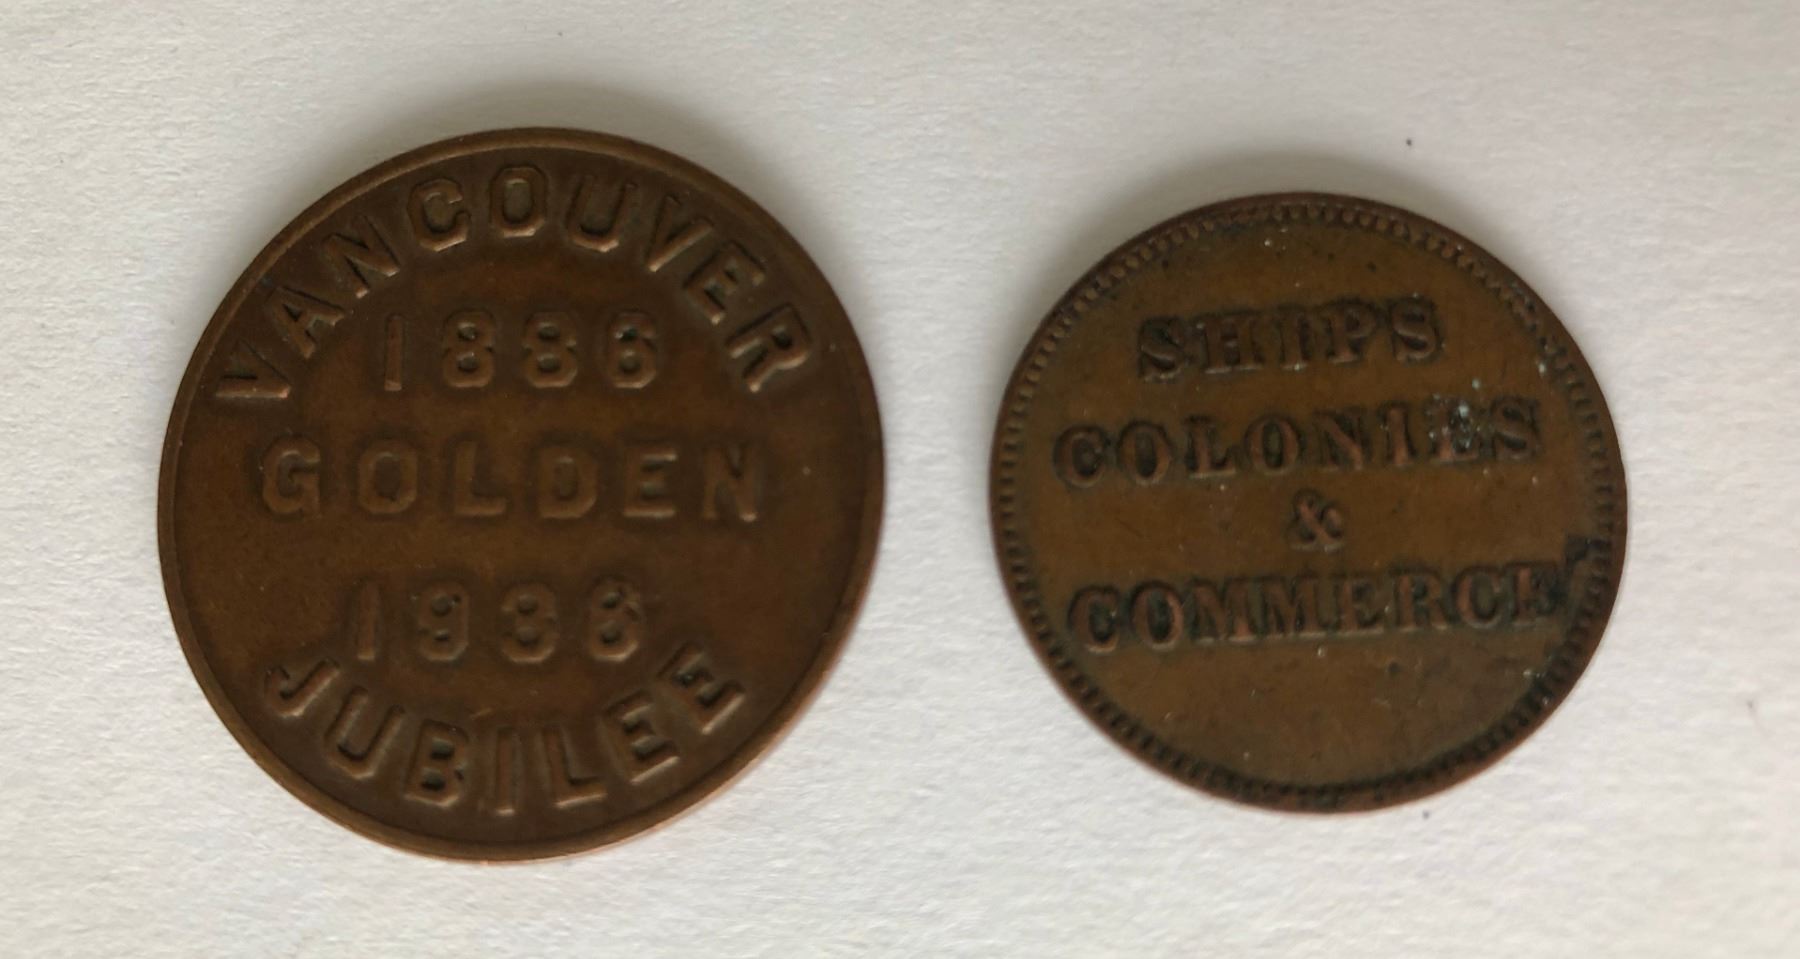 VANCOUVER
1886
GOLDEN
1936
JUBILEE
SHIPS
COLONIES
&
COMMERCE